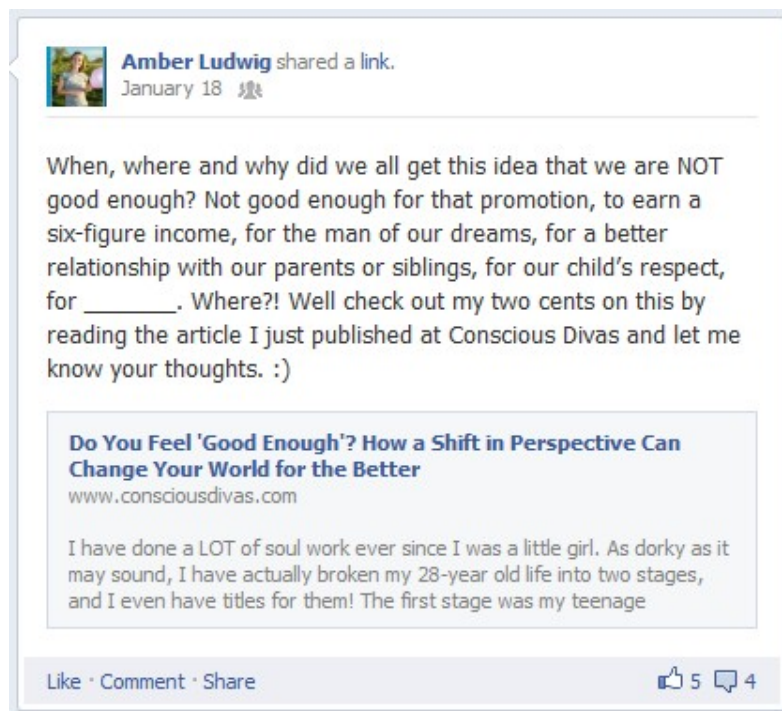 Amber Ludwig shared a link.
January 18
When, where and why did we all get this idea that we are NOT
good enough? Not good enough for that promotion, to earn a
six-figure income, for the man of our dreams, for a better
relationship with our parents or siblings, for our child’s respect,
for _______. Where?! Well check out my two cents on this by
reading the article I just published at Conscious Divas and let me
know your thoughts. :)
Do You Feel 'Good Enough'? How a Shift in Perspective Can
Change Your World for the Better
www.consciousdivas.com
I have done a LOT of soul work ever since I was a little girl. As dorky as it
may sound, I have actually broken my 28-year old life into two stages,
and I even have titles for them! The first stage was my teenage
Like · Comment · Share 5 4